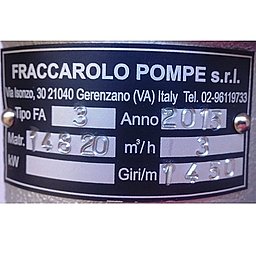 FRACCAROLO POMPE s.r.l.
Via Isonzo, 30 21040 Gerenzano (VA) Italy Tel. 02-96119733
Tipo FA 3 Anno 2015
Matr. 14820 m³/h 3
kW Giri/m 1450